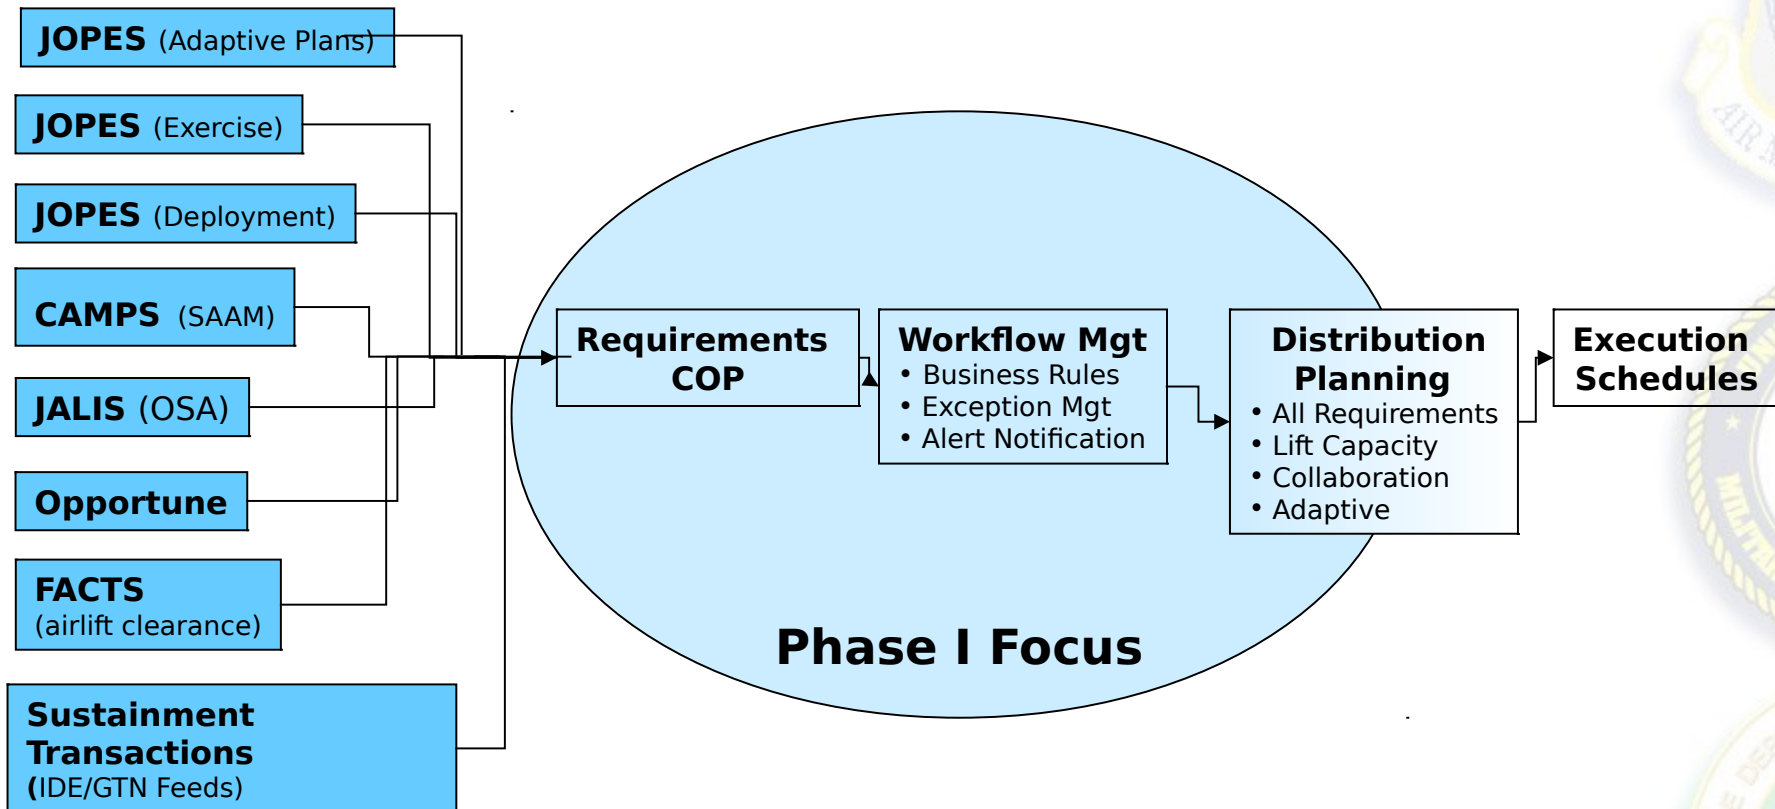 JOPES (Adaptive Plans)
JOPES (Exercise)
JOPES (Deployment)
CAMPS (SAAM)
JALIS (OSA)
Opportune
FACTS
(airlift clearance)
Sustainment
Transactions
(IDE/GTN Feeds)
Requirements
COP
Workflow Mgt
• Business Rules
• Exception Mgt
• Alert Notification
Distribution
Planning
• All Requirements
• Lift Capacity
• Collaboration
• Adaptive
Execution
Schedules
Phase I Focus
AIR M